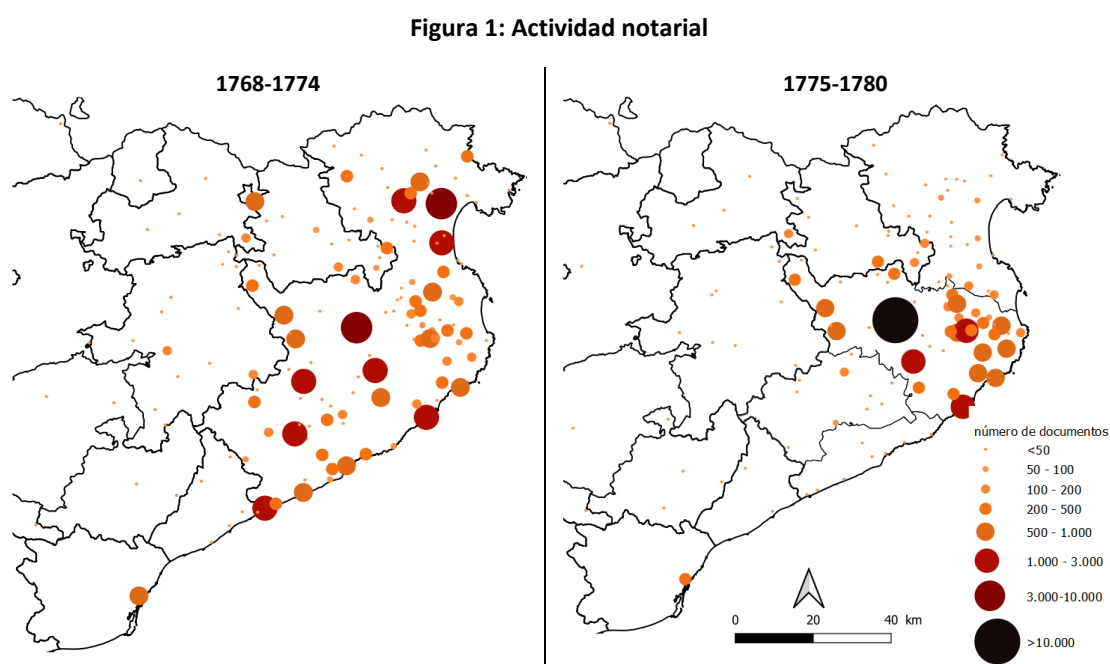 Figura 1: Actividad notarial
1768-1774
1775-1780
número de documentos
<50
50 - 100
100 - 200
200 - 500
500 - 1.000
1.000 - 3.000
3.000-10.000
>10.000
0 20 40 km